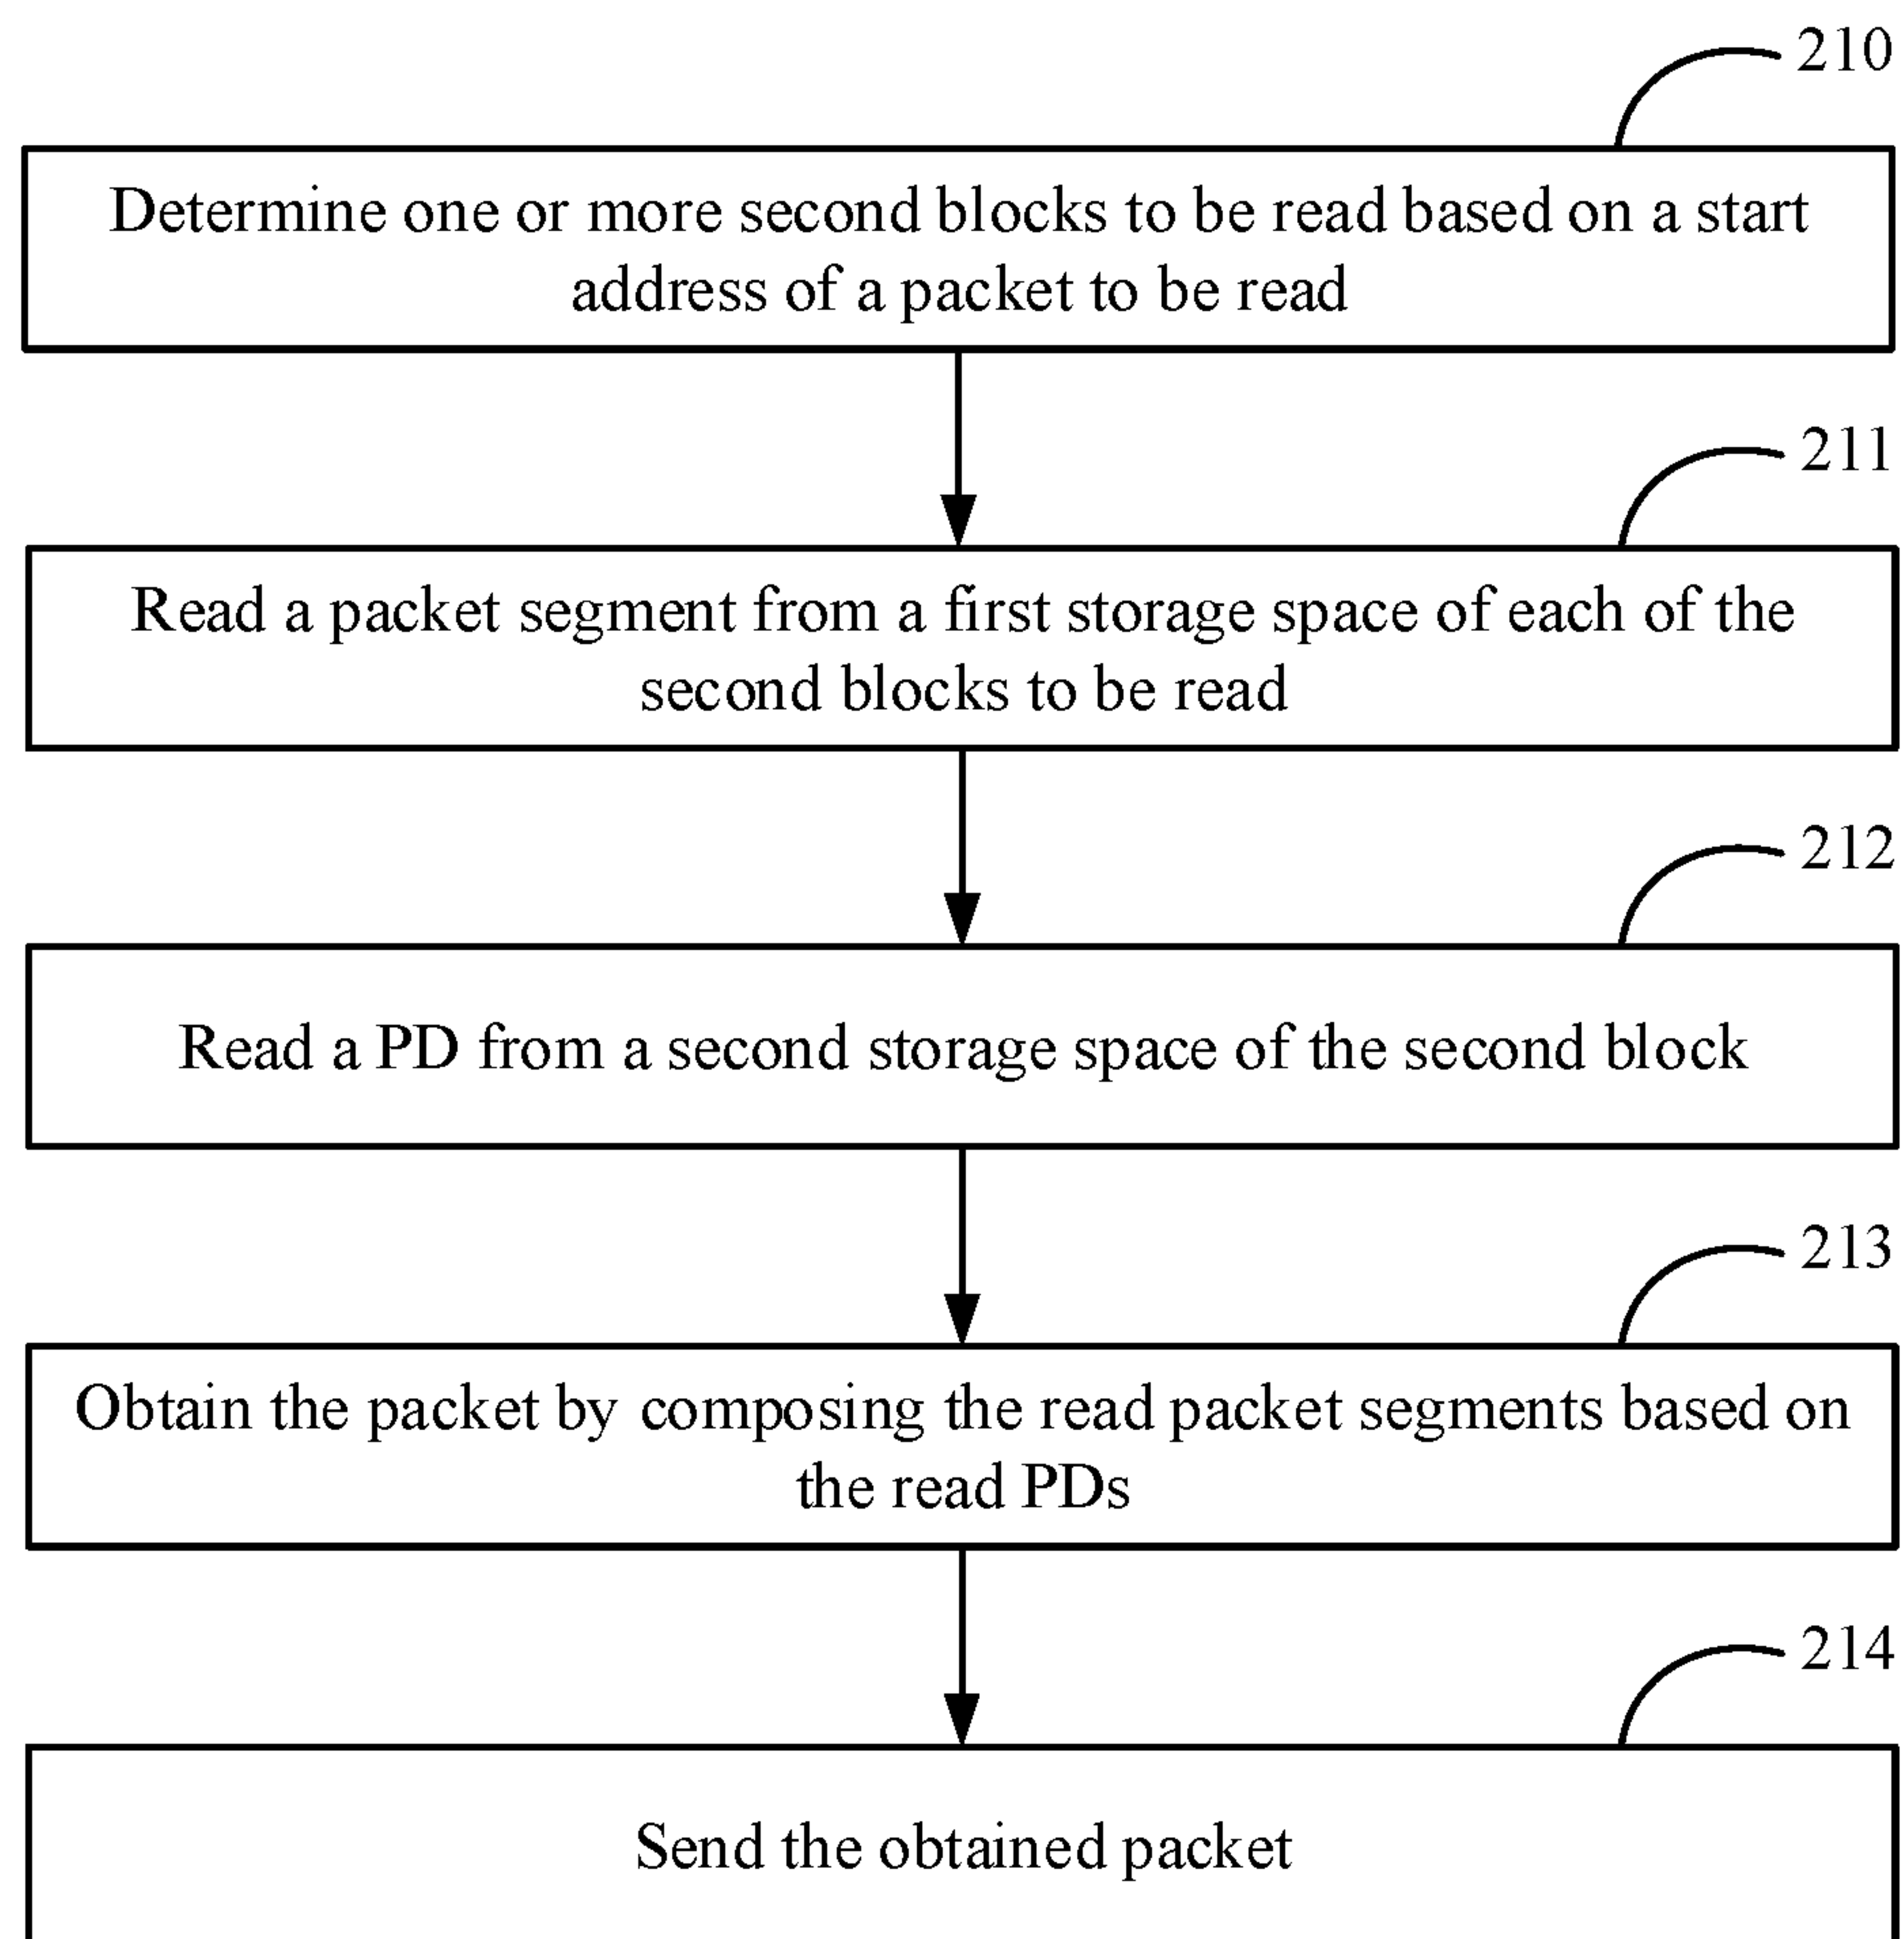 210
Determine one or more second blocks to be read based on a start
address of a packet to be read
211
Read a packet segment from a first storage space of each of the
second blocks to be read
212
Read a PD from a second storage space of the second block
213
Obtain the packet by composing the read packet segments based on
the read PDs
214
Send the obtained packet